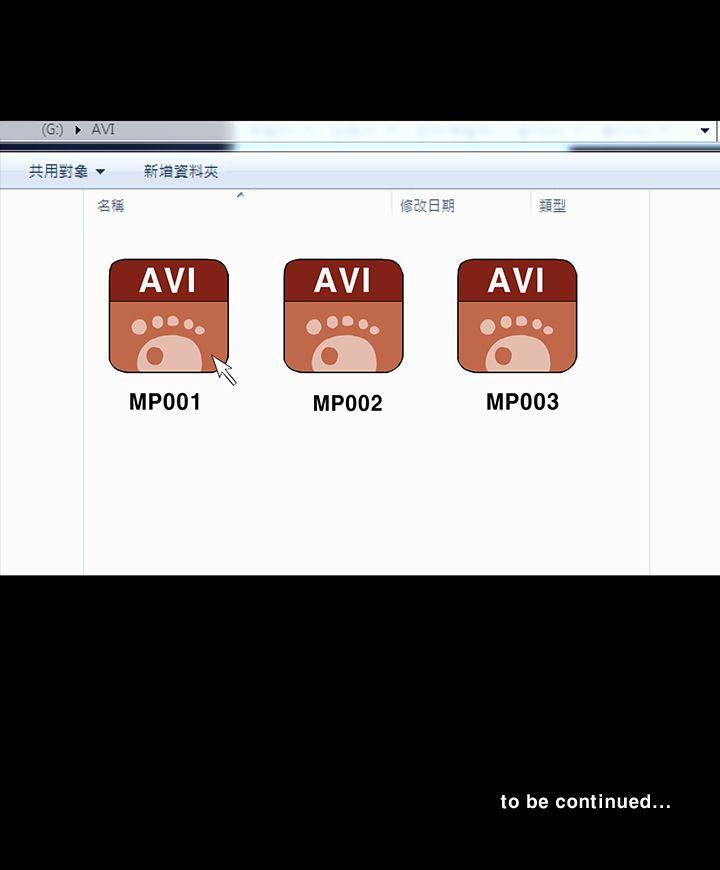 (G:) ▶ AVI
共用對象 ▼ 新增資料夾
名稱 修改日期 類型
AVI AVI AVI
MP001 MP002 MP003
to be continued...